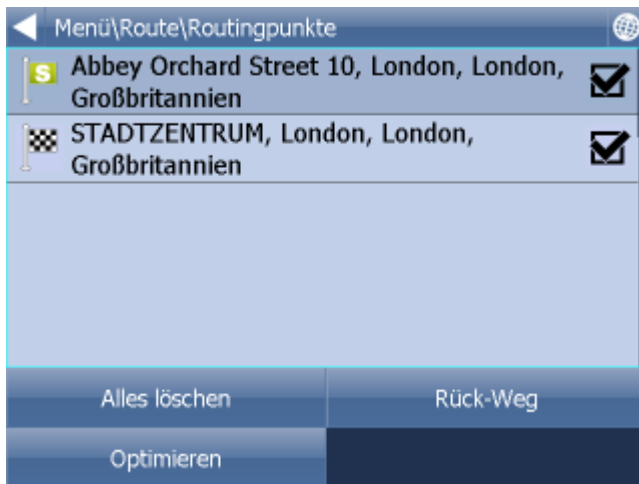 Menü\Route\Routingpunkte
S
Abbey Orchard Street 10, London, London,
Großbritannien
STADTZENTRUM, London, London,
Großbritannien
Alles löschen
Rück-Weg
Optimieren